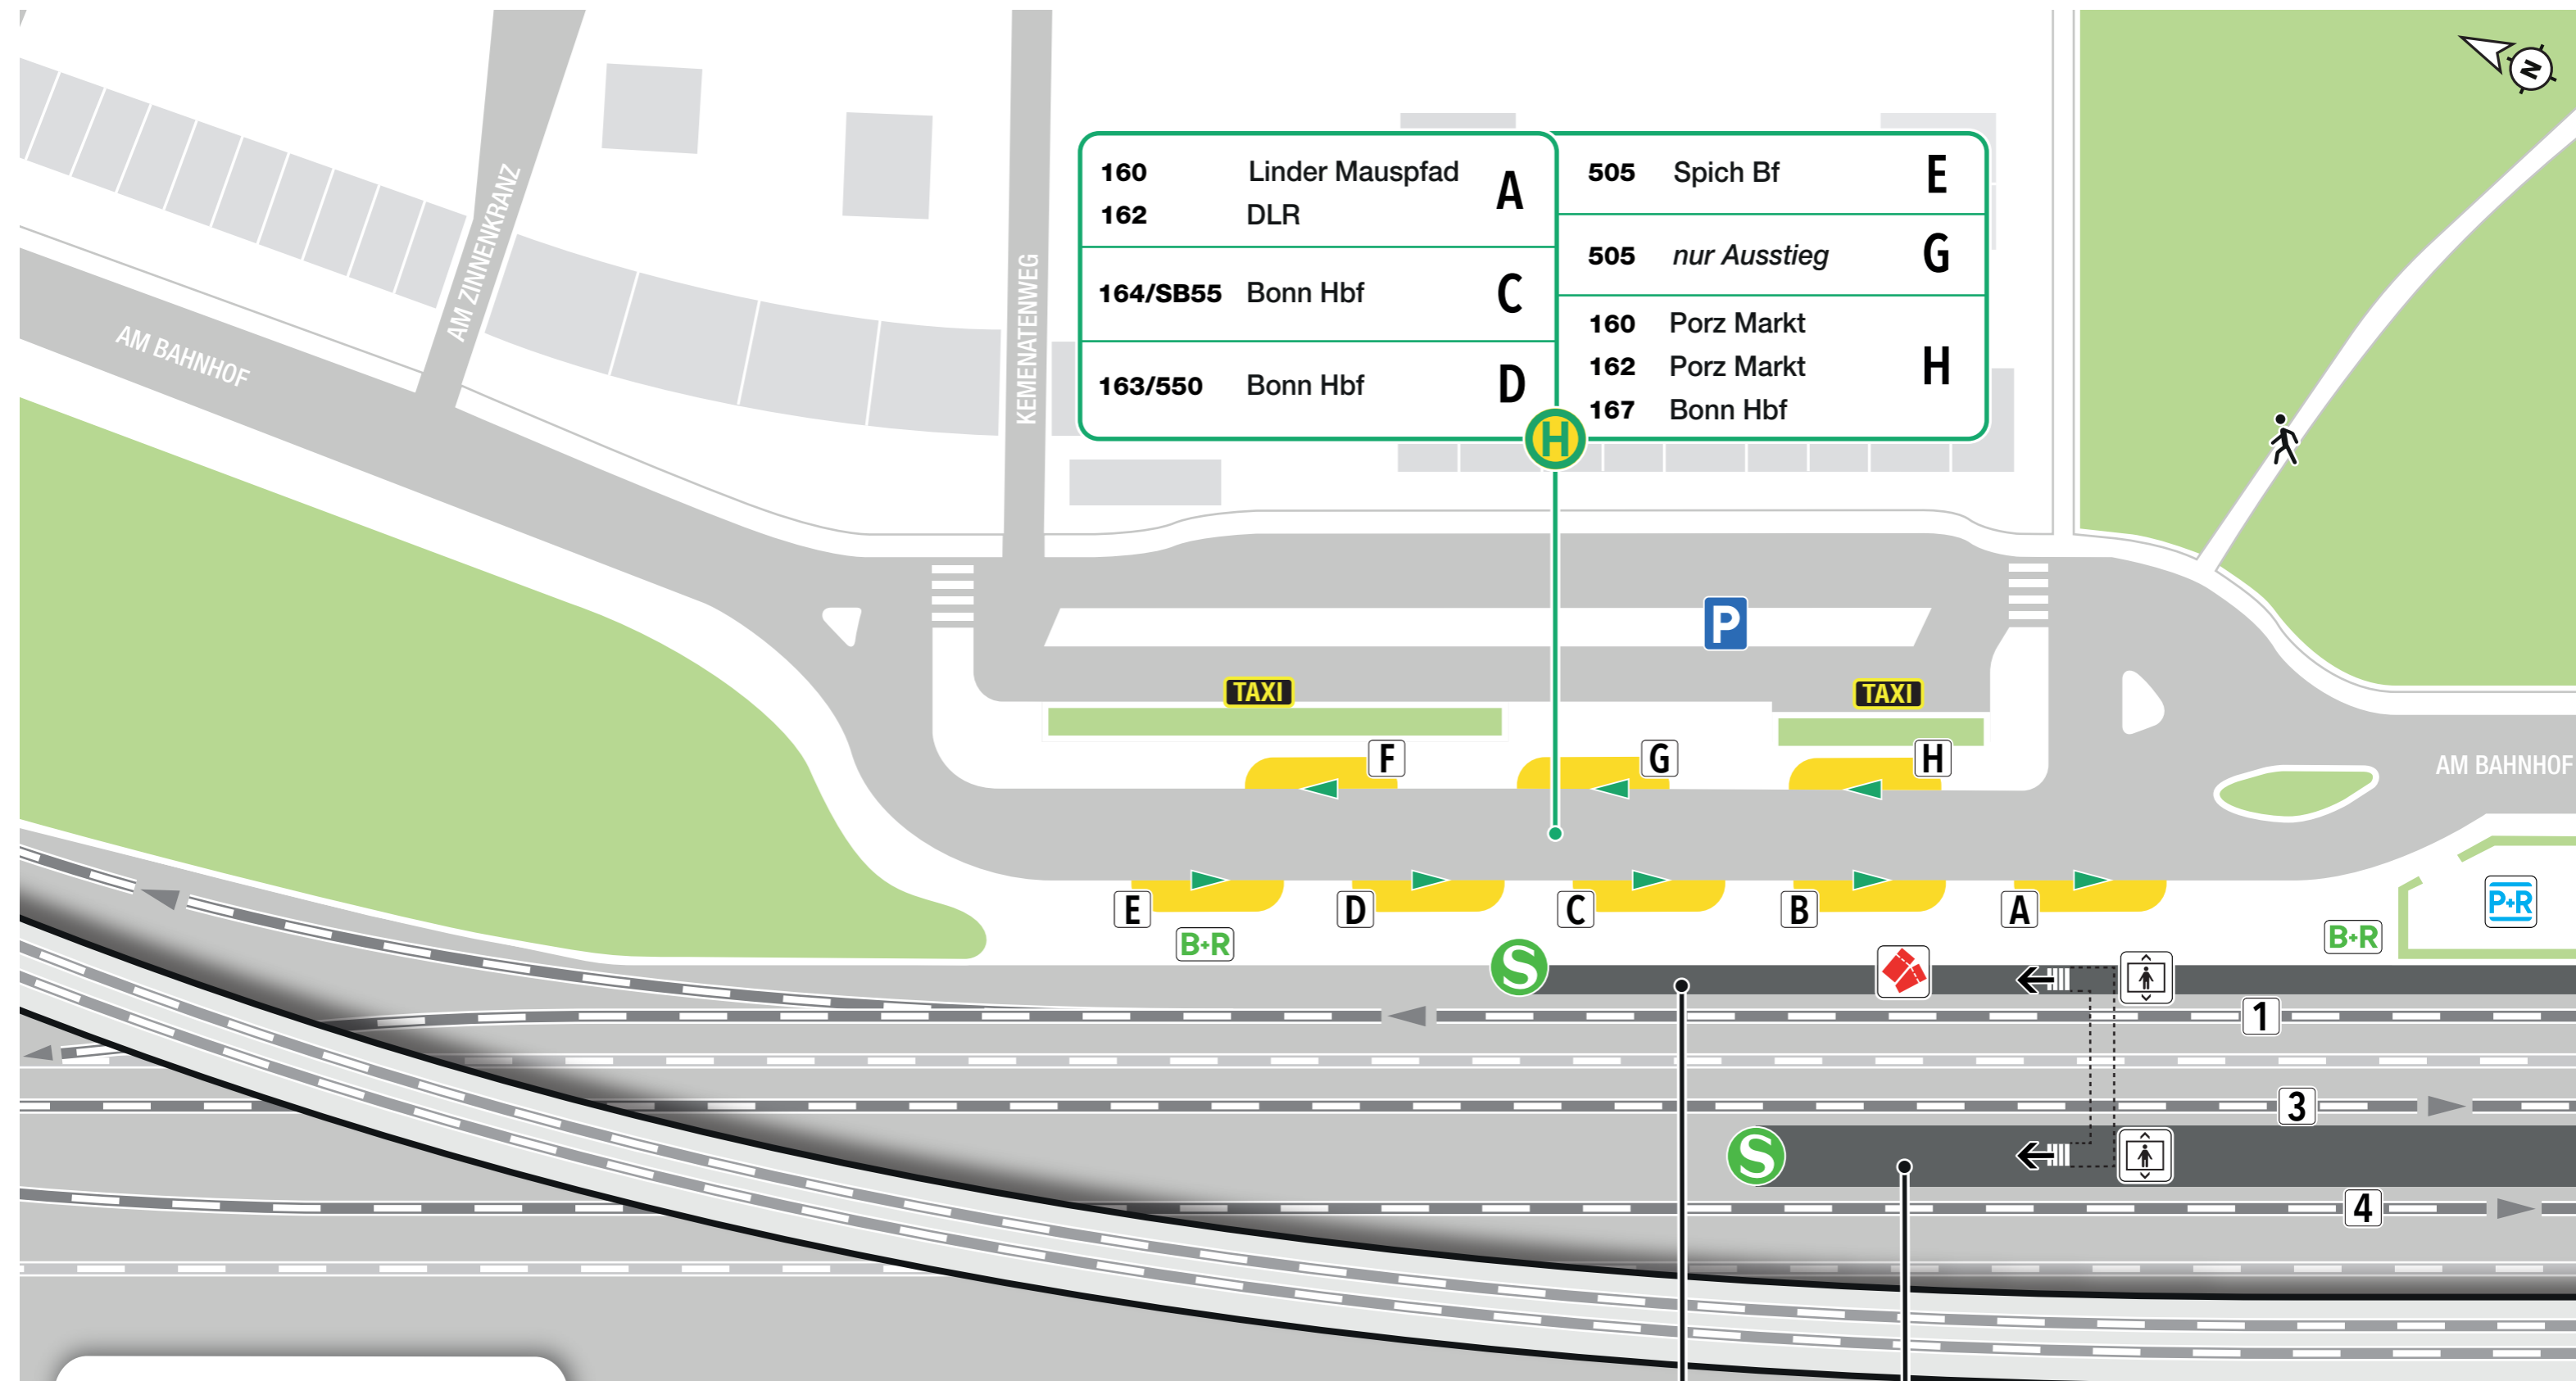 N
AM ZINNENKRANZ
KEMENATENWEG
AM BAHNHOF
160 Linder Mauspfad A
162 DLR
164/SB55 Bonn Hbf C
163/550 Bonn Hbf D
505 Spich Bf E
505 nur Ausstieg G
160 Porz Markt H
162 Porz Markt
167 Bonn Hbf
H
P
TAXI
TAXI
F
G
H
AM BAHNHOF
E
D
C
B
A
B+R
B+R
P+R
S
1
3
S
4